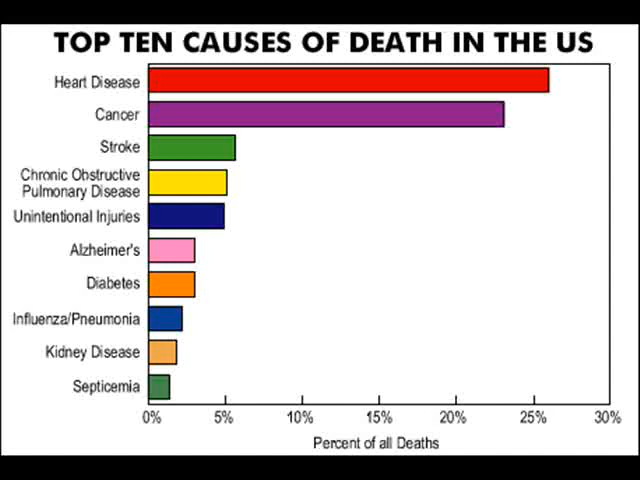 TOP TEN CAUSES OF DEATH IN THE US
Heart Disease
Cancer
Stroke
Chronic Obstructive
Pulmonary Disease
Unintentional Injuries
Alzheimer's
Diabetes
Influenza/Pneumonia
Kidney Disease
Septicemia
0% 5% 10% 15% 20% 25% 30%
Percent of all Deaths